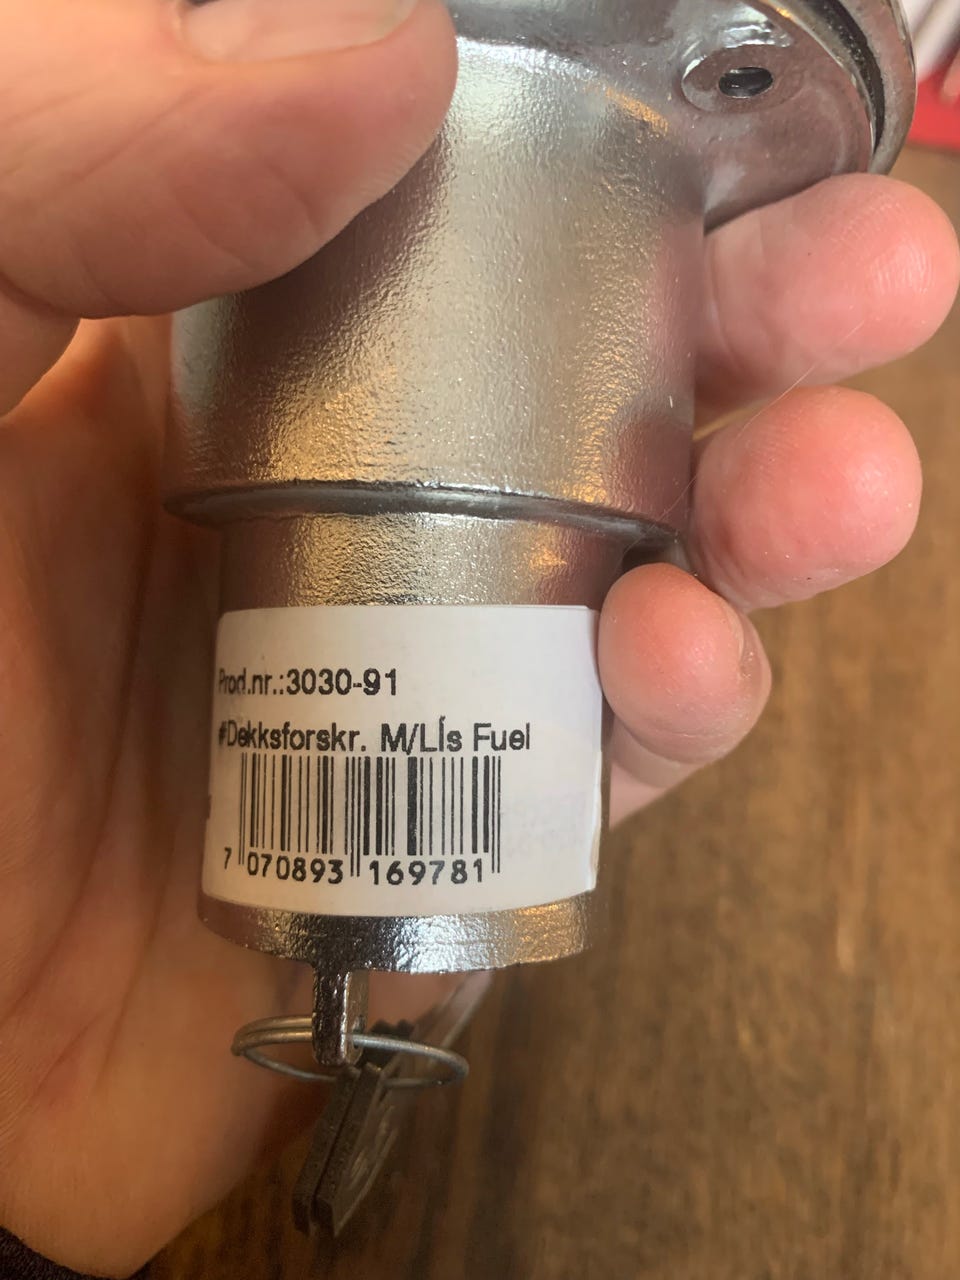 Prod.nr.:3030-91
#Dekksforskr. M/LÍs Fuel
7 070893 169781